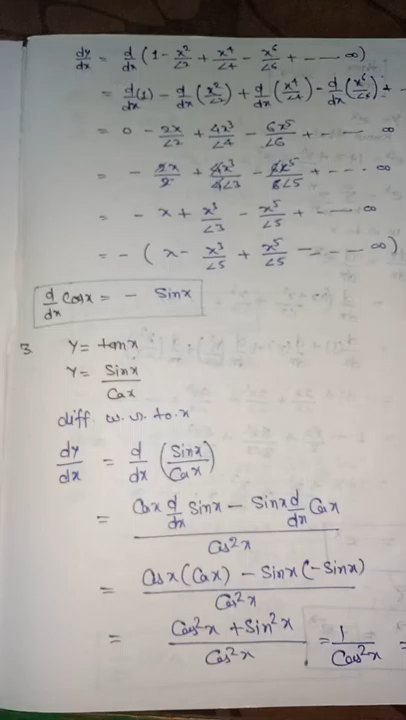 dy/dx = d/dx (1 - x²/∠2 + x⁴/∠4 - x⁶/∠6 + ----- ∞)
= d/dx (1) - d/dx (x²/∠2) + d/dx (x⁴/∠4) - d/dx (x⁶/∠6) + -
= 0 - 2x/∠2 + 4x³/∠4 - 6x⁵/∠6 + ---- ∞
= - 2x/2 + 4x³/4∠3 - 6x⁵/6∠5 + ---- ∞
= - x + x³/∠3 - x⁵/∠5 + ----- ∞
= - (x - x³/∠5 + x⁵/∠5 ------ ∞)
d/dx Cosx = - Sinx
3. Y = tanx
Y = Sinx/Cosx
diff w.r.to.x
dy/dx = d/dx (Sinx/Cosx)
= (Cosx d/dx Sinx - Sinx d/dx Cosx)/Cos²x
= (Cosx(Cosx) - Sinx(-Sinx))/Cos²x
= (Cos²x + Sin²x)/Cos²x = 1/Cos²x =